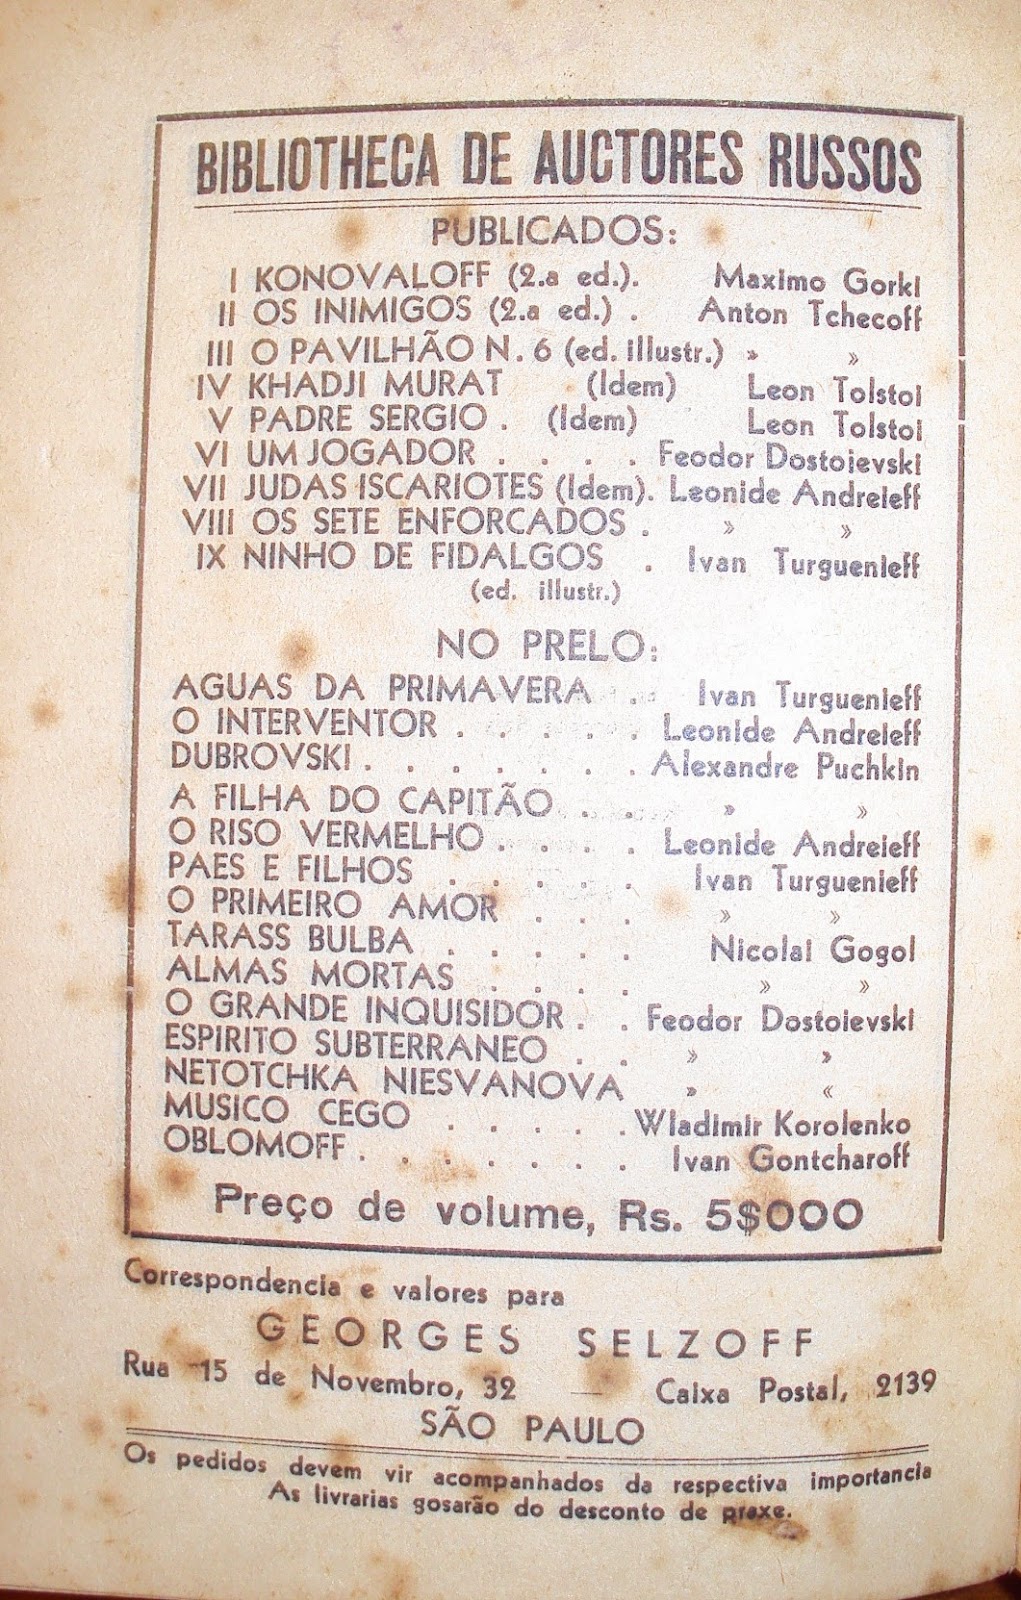 BIBLIOTHECA DE AUCTORES RUSSOS
PUBLICADOS:
I KONOVALOFF (2.a ed.). Maximo Gorki
II OS INIMIGOS (2.a ed.) . Anton Tchecoff
III O PAVILHÃO N. 6 (ed. illustr.) » »
IV KHADJI MURAT (Idem) Leon Tolstoi
V PADRE SERGIO . (Idem) Leon Tolstoi
VI UM JOGADOR . . . . Feodor Dostoievski
VII JUDAS ISCARIOTES (Idem). Leonide Andreieff
VIII OS SETE ENFORCADOS . » »
IX NINHO DE FIDALGOS . Ivan Turguenieff
(ed. illustr.)
NO PRELO:
AGUAS DA PRIMAVERA . . Ivan Turguenieff
O INTERVENTOR . . . . . Leonide Andreieff
DUBROVSKI . . . . . . . Alexandre Puchkin
A FILHA DO CAPITÃO . . » »
O RISO VERMELHO . . . . Leonide Andreieff
PAES E FILHOS . . . . . Ivan Turguenieff
O PRIMEIRO AMOR . . . » »
TARASS BULBA . . . . . Nicolai Gogol
ALMAS MORTAS . . . . » »
O GRANDE INQUISIDOR . . Feodor Dostoievski
ESPIRITO SUBTERRANEO . . » »
NETOTCHKA NIESVANOVA » «
MUSICO CEGO . . . . . Wladimir Korolenko
OBLOMOFF . . . . . . . Ivan Gontcharoff
Preço de volume, Rs. 5$000
Correspondencia e valores para
GEORGES SELZOFF
Rua 15 de Novembro, 32 — Caixa Postal, 2139
SÃO PAULO
Os pedidos devem vir acompanhados da respectiva importancia
As livrarias gosarão do desconto de praxe.